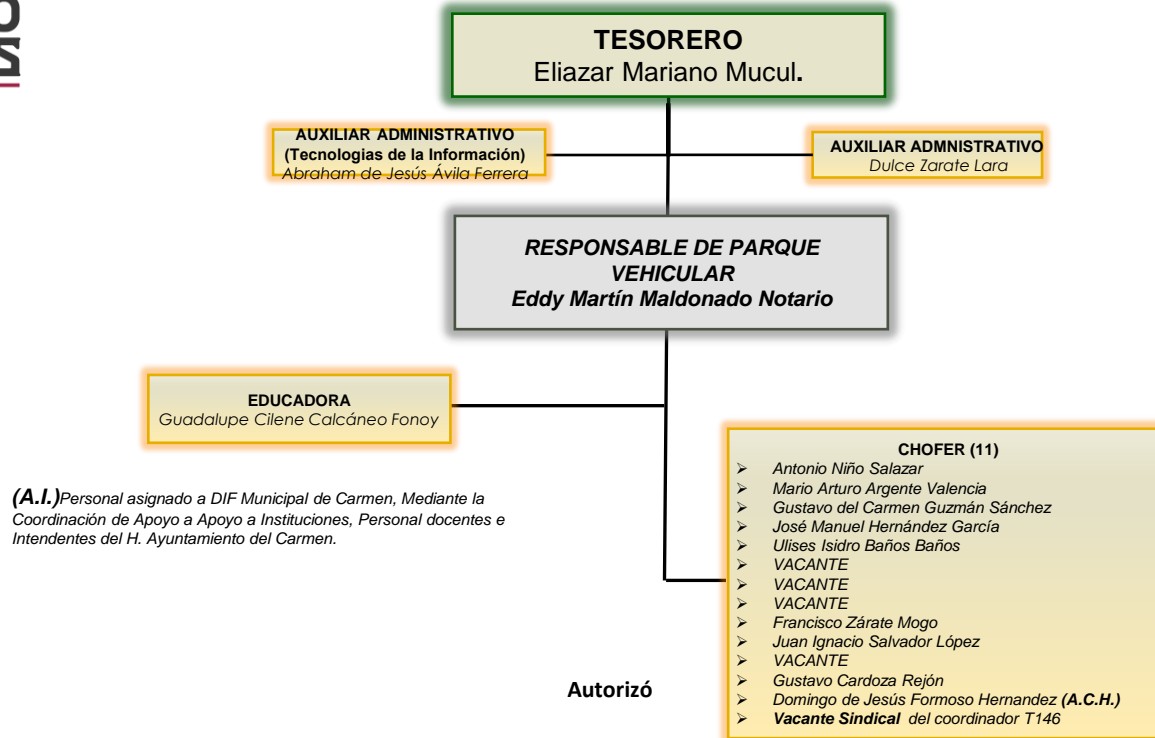 TESORERO
Eliazar Mariano Mucul.
AUXILIAR ADMINISTRATIVO
(Tecnologias de la Información)
Abraham de Jesús Ávila Ferrera
AUXILIAR ADMNISTRATIVO
Dulce Zarate Lara
RESPONSABLE DE PARQUE
VEHICULAR
Eddy Martín Maldonado Notario
EDUCADORA
Guadalupe Cilene Calcáneo Fonoy
(A.I.)Personal asignado a DIF Municipal de Carmen, Mediante la
Coordinación de Apoyo a Apoyo a Instituciones, Personal docentes e
Intendentes del H. Ayuntamiento del Carmen.
CHOFER (11)
➢ Antonio Niño Salazar
➢ Mario Arturo Argente Valencia
➢ Gustavo del Carmen Guzmán Sánchez
➢ José Manuel Hernández García
➢ Ulises Isidro Baños Baños
➢ VACANTE
➢ VACANTE
➢ VACANTE
➢ Francisco Zárate Mogo
➢ Juan Ignacio Salvador López
➢ VACANTE
➢ Gustavo Cardoza Rejón
➢ Domingo de Jesús Formoso Hernandez (A.C.H.)
➢ Vacante Sindical del coordinador T146
Autorizó